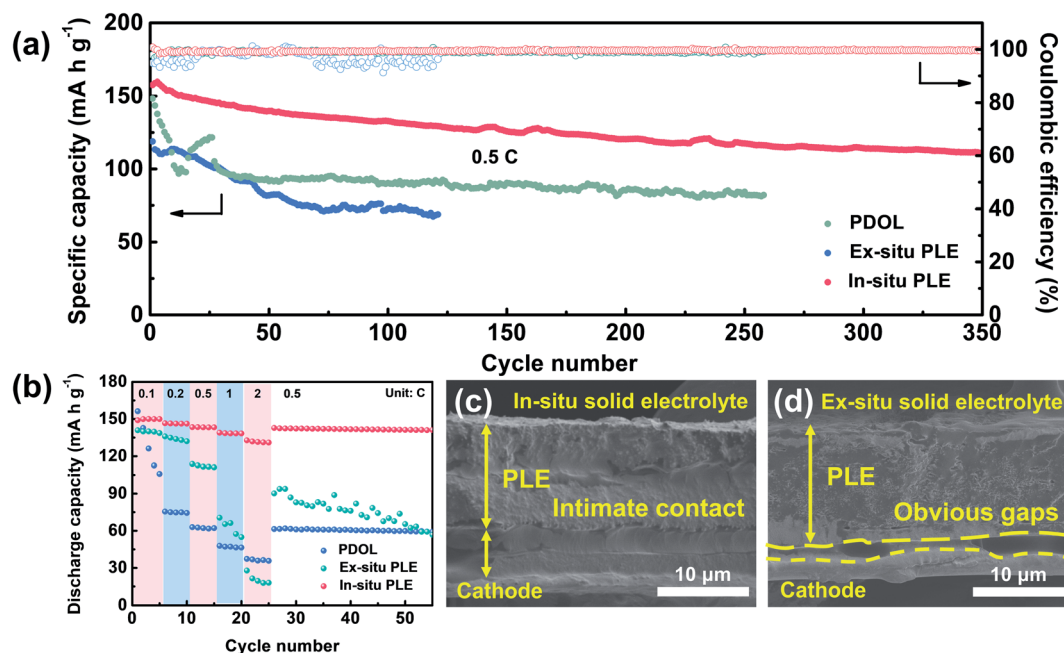 (a)
200
175
150
125
100
75
50
25
0
Specific capacity (mA h g⁻¹)
100
80
60
40
20
0
Coulombic efficiency (%)
0.5 C
PDOL
Ex-situ PLE
In-situ PLE
0 50 100 150 200 250 300 350
Cycle number
(b)
180
150
120
90
60
30
0
Discharge capacity (mA h g⁻¹)
0.1 0.2 0.5 1 2 0.5 Unit: C
PDOL
Ex-situ PLE
In-situ PLE
0 10 20 30 40 50
Cycle number
(c)
In-situ solid electrolyte
PLE
Intimate contact
10 μm
Cathode
(d)
Ex-situ solid electrolyte
PLE
Obvious gaps
10 μm
Cathode